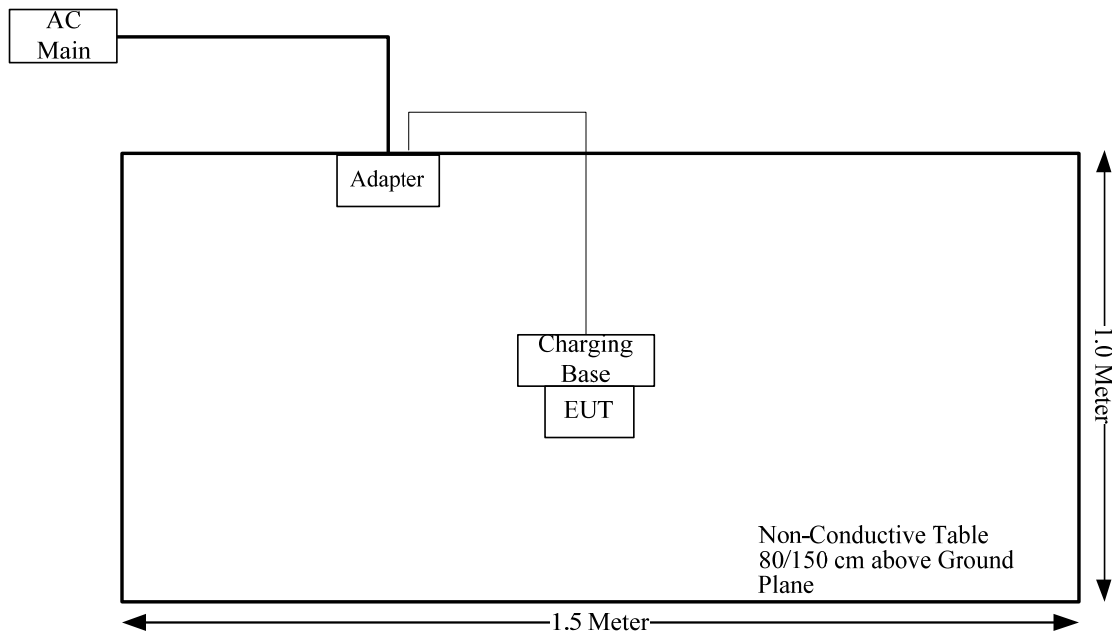 AC
Main
Adapter
Charging
Base
EUT
1.0 Meter
Non-Conductive Table
80/150 cm above Ground
Plane
1.5 Meter